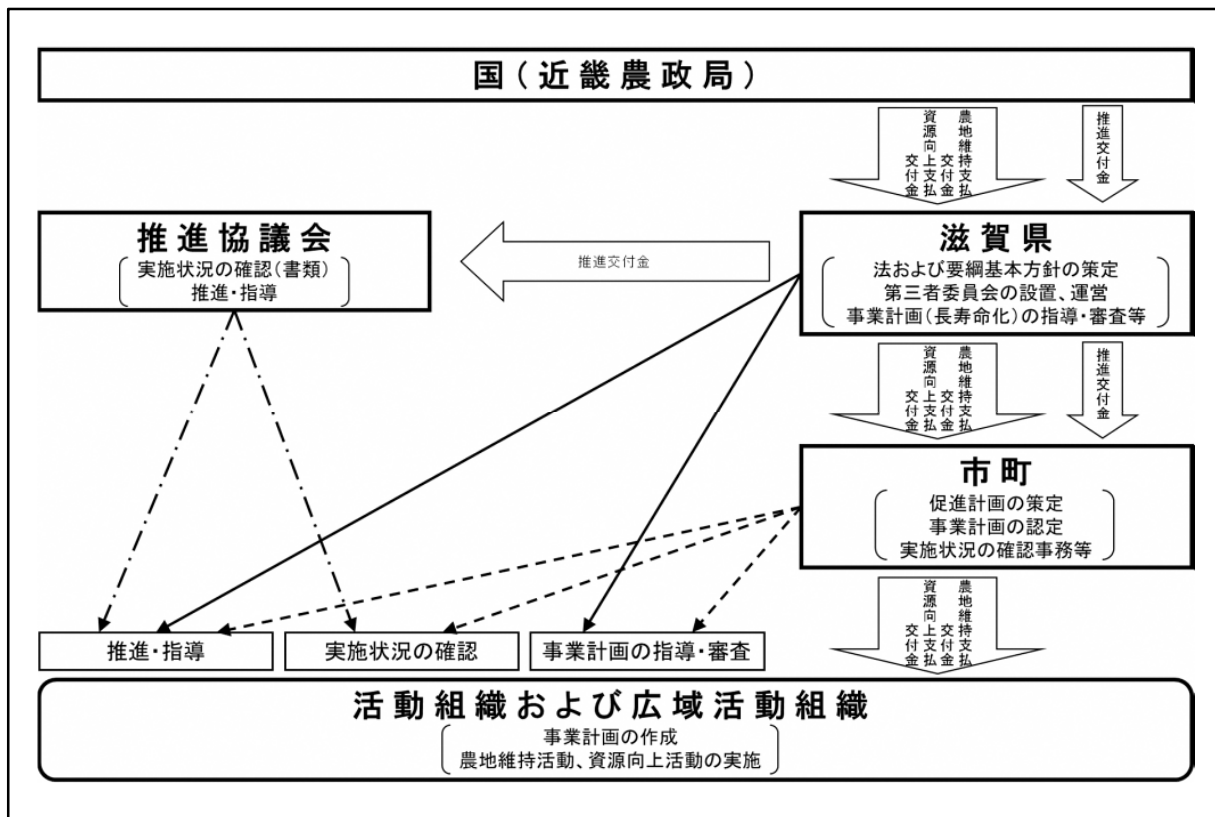 国(近畿農政局)
農地維持支払交付金
資源向上支払交付金
推進交付金
推進協議会
実施状況の確認(書類)
推進・指導
推進交付金
滋賀県
法および要綱基本方針の策定
第三者委員会の設置、運営
事業計画(長寿命化)の指導・審査等
農地維持支払交付金
資源向上支払交付金
推進交付金
市町
促進計画の策定
事業計画の認定
実施状況の確認事務等
農地維持支払交付金
資源向上支払交付金
推進・指導
実施状況の確認
事業計画の指導・審査
活動組織および広域活動組織
事業計画の作成
農地維持活動、資源向上活動の実施